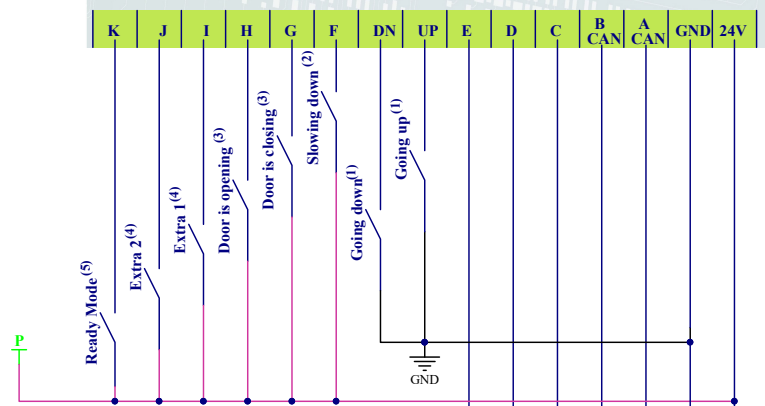 K J I H G F DN UP E D C B CAN A CAN GND 24V
Slowing down (2)
Going up (1)
Door is closing (3)
Door is opening (3)
Going down(1)
Extra 1(4)
Extra 2(4)
Ready Mode(5)
P
GND